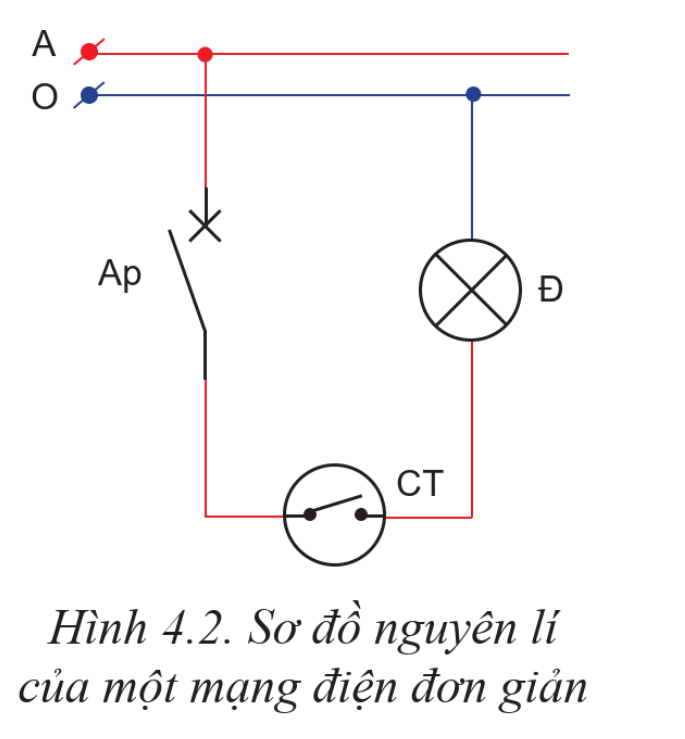 A
O
Ap
Đ
CT
Hình 4.2. Sơ đồ nguyên lí
của một mạng điện đơn giản